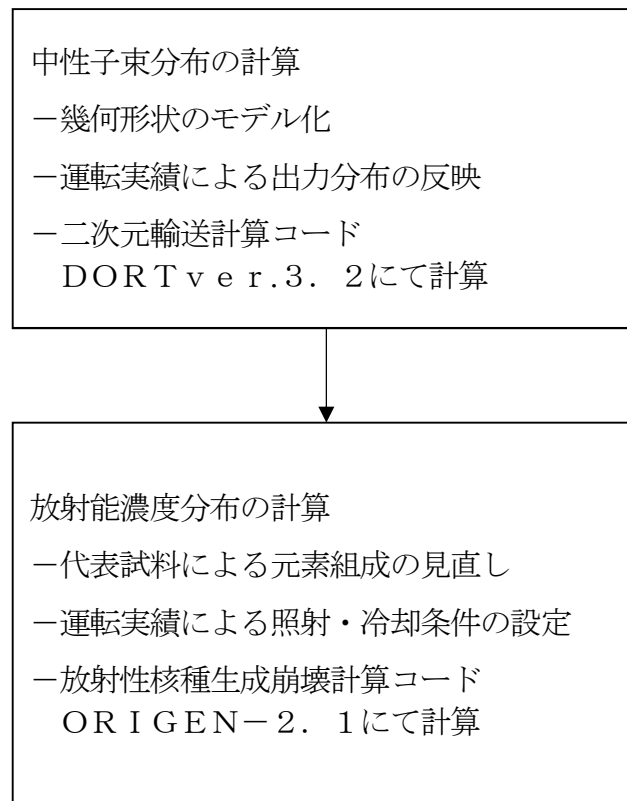 中性子束分布の計算
－幾何形状のモデル化
－運転実績による出力分布の反映
－二次元輸送計算コード
ＤＯＲＴｖｅｒ.３．２にて計算
放射能濃度分布の計算
－代表試料による元素組成の見直し
－運転実績による照射・冷却条件の設定
－放射性核種生成崩壊計算コード
ＯＲＩＧＥＮ－２．１にて計算